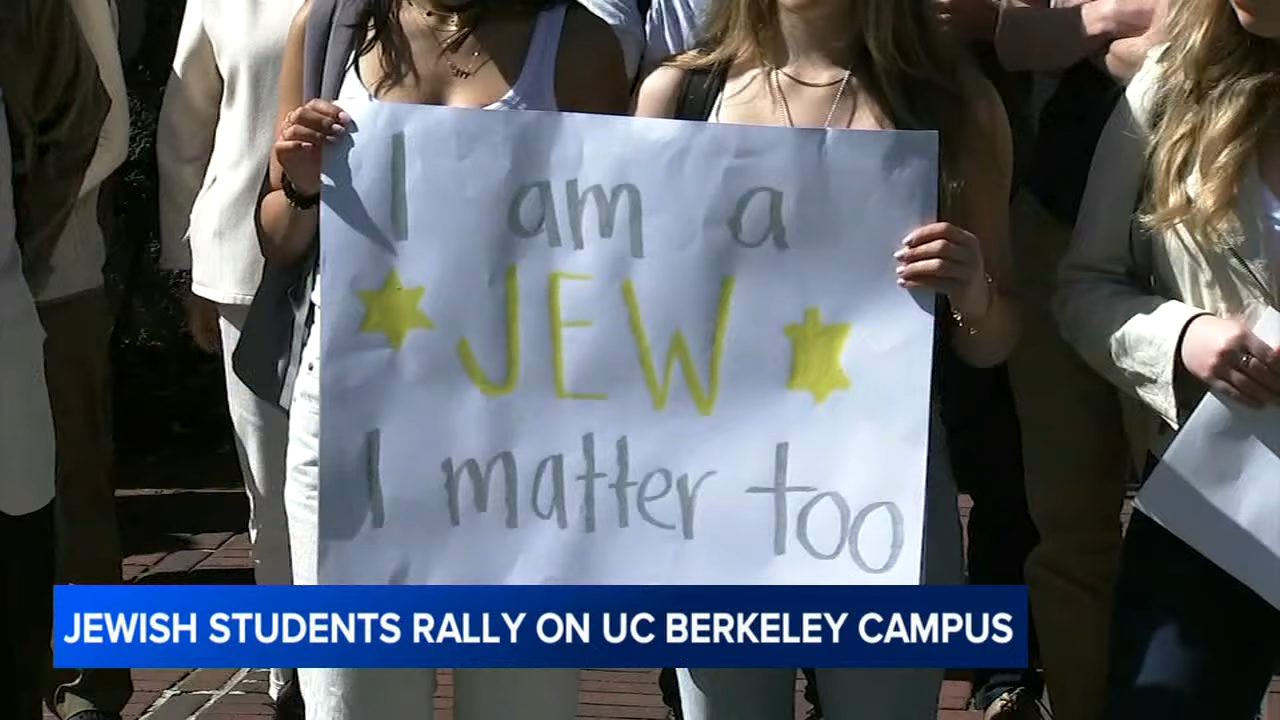 I am a
JEW
I matter too
JEWISH STUDENTS RALLY ON UC BERKELEY CAMPUS